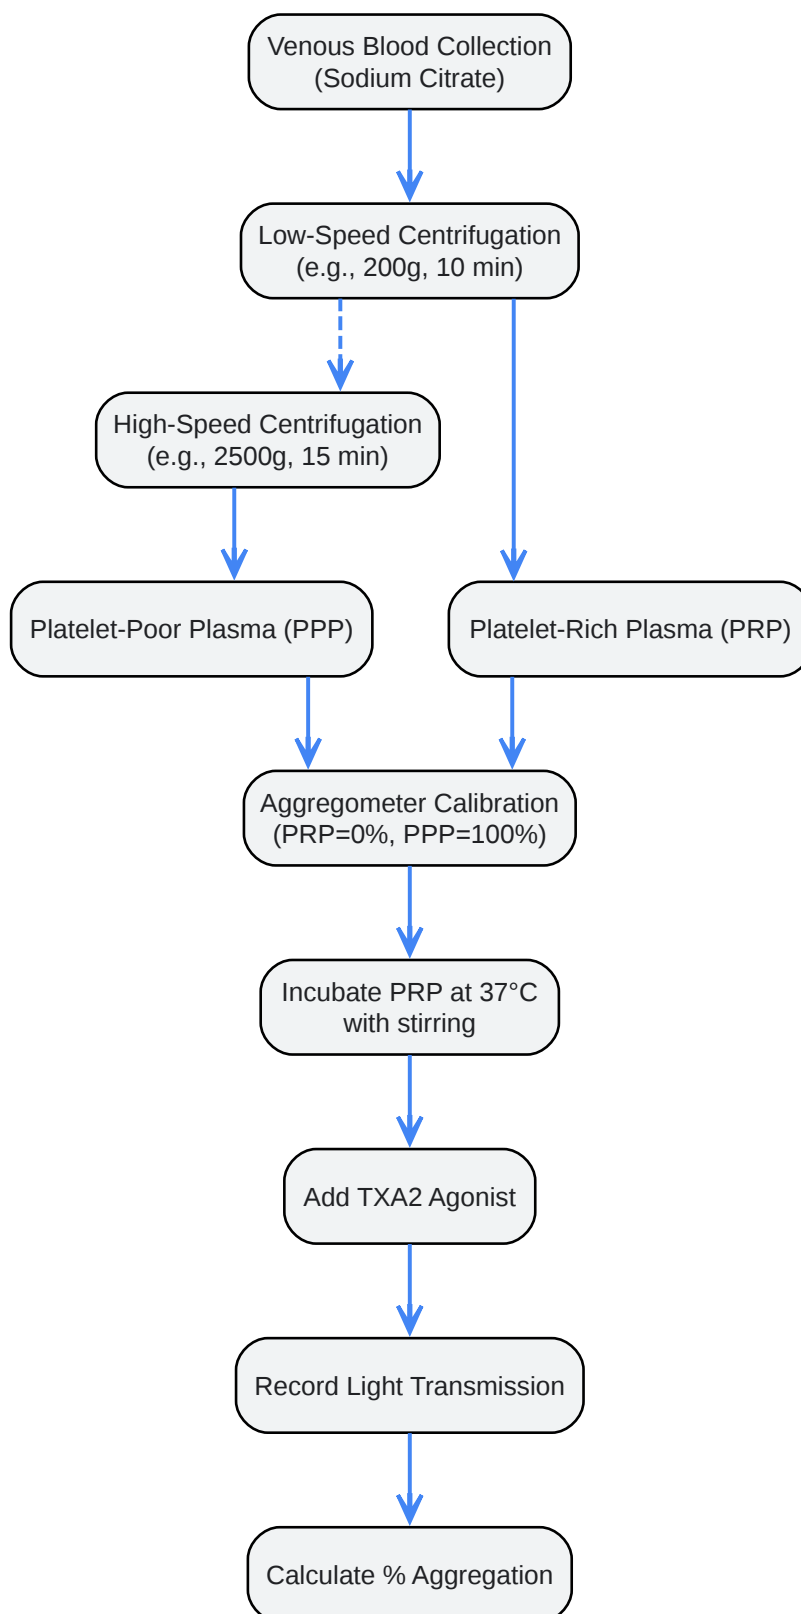 Venous Blood Collection
(Sodium Citrate)
Low-Speed Centrifugation
(e.g., 200g, 10 min)
High-Speed Centrifugation
(e.g., 2500g, 15 min)
Platelet-Poor Plasma (PPP)
Platelet-Rich Plasma (PRP)
Aggregometer Calibration
(PRP=0%, PPP=100%)
Incubate PRP at 37°C
with stirring
Add TXA2 Agonist
Record Light Transmission
Calculate % Aggregation